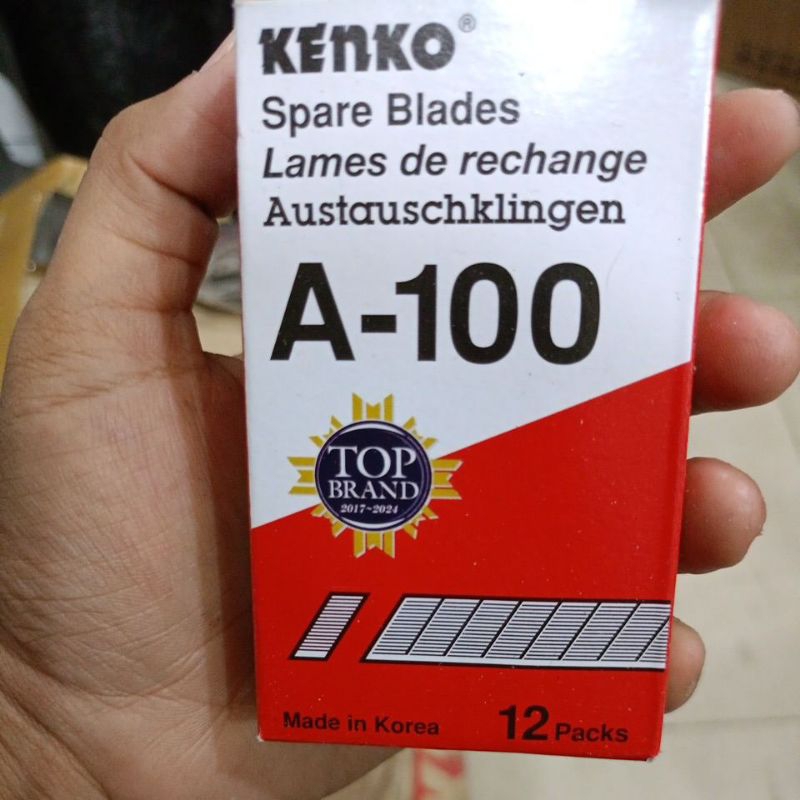 KENKO®
Spare Blades
Lames de rechange
Austauschklingen
A-100
TOP
BRAND
2017~2024
Made in Korea
12 Packs